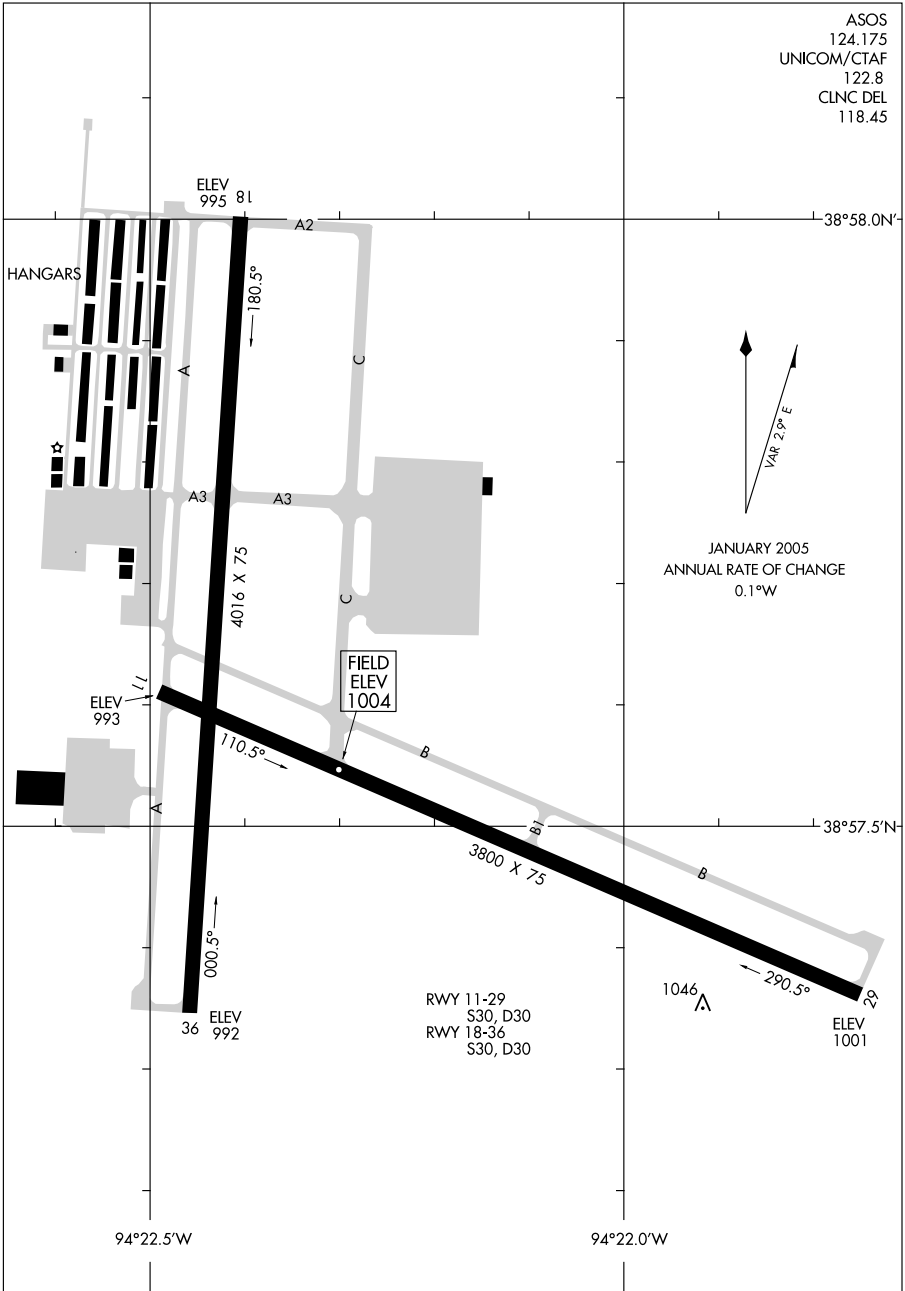 ASOS
124.175
UNICOM/CTAF
122.8
CLNC DEL
118.45
ELEV
995
18
A2
38°58.0'N
HANGARS
180.5°
A
C
VAR 2.9° E
A3
A3
JANUARY 2005
ANNUAL RATE OF CHANGE
0.1°W
4016 X 75
C
FIELD
ELEV
1004
11
ELEV
993
110.5°
B
A
B1
38°57.5'N
3800 X 75
B
000.5°
290.5°
1046
29
RWY 11-29
S30, D30
RWY 18-36
S30, D30
36
ELEV
992
ELEV
1001
94°22.5'W
94°22.0'W